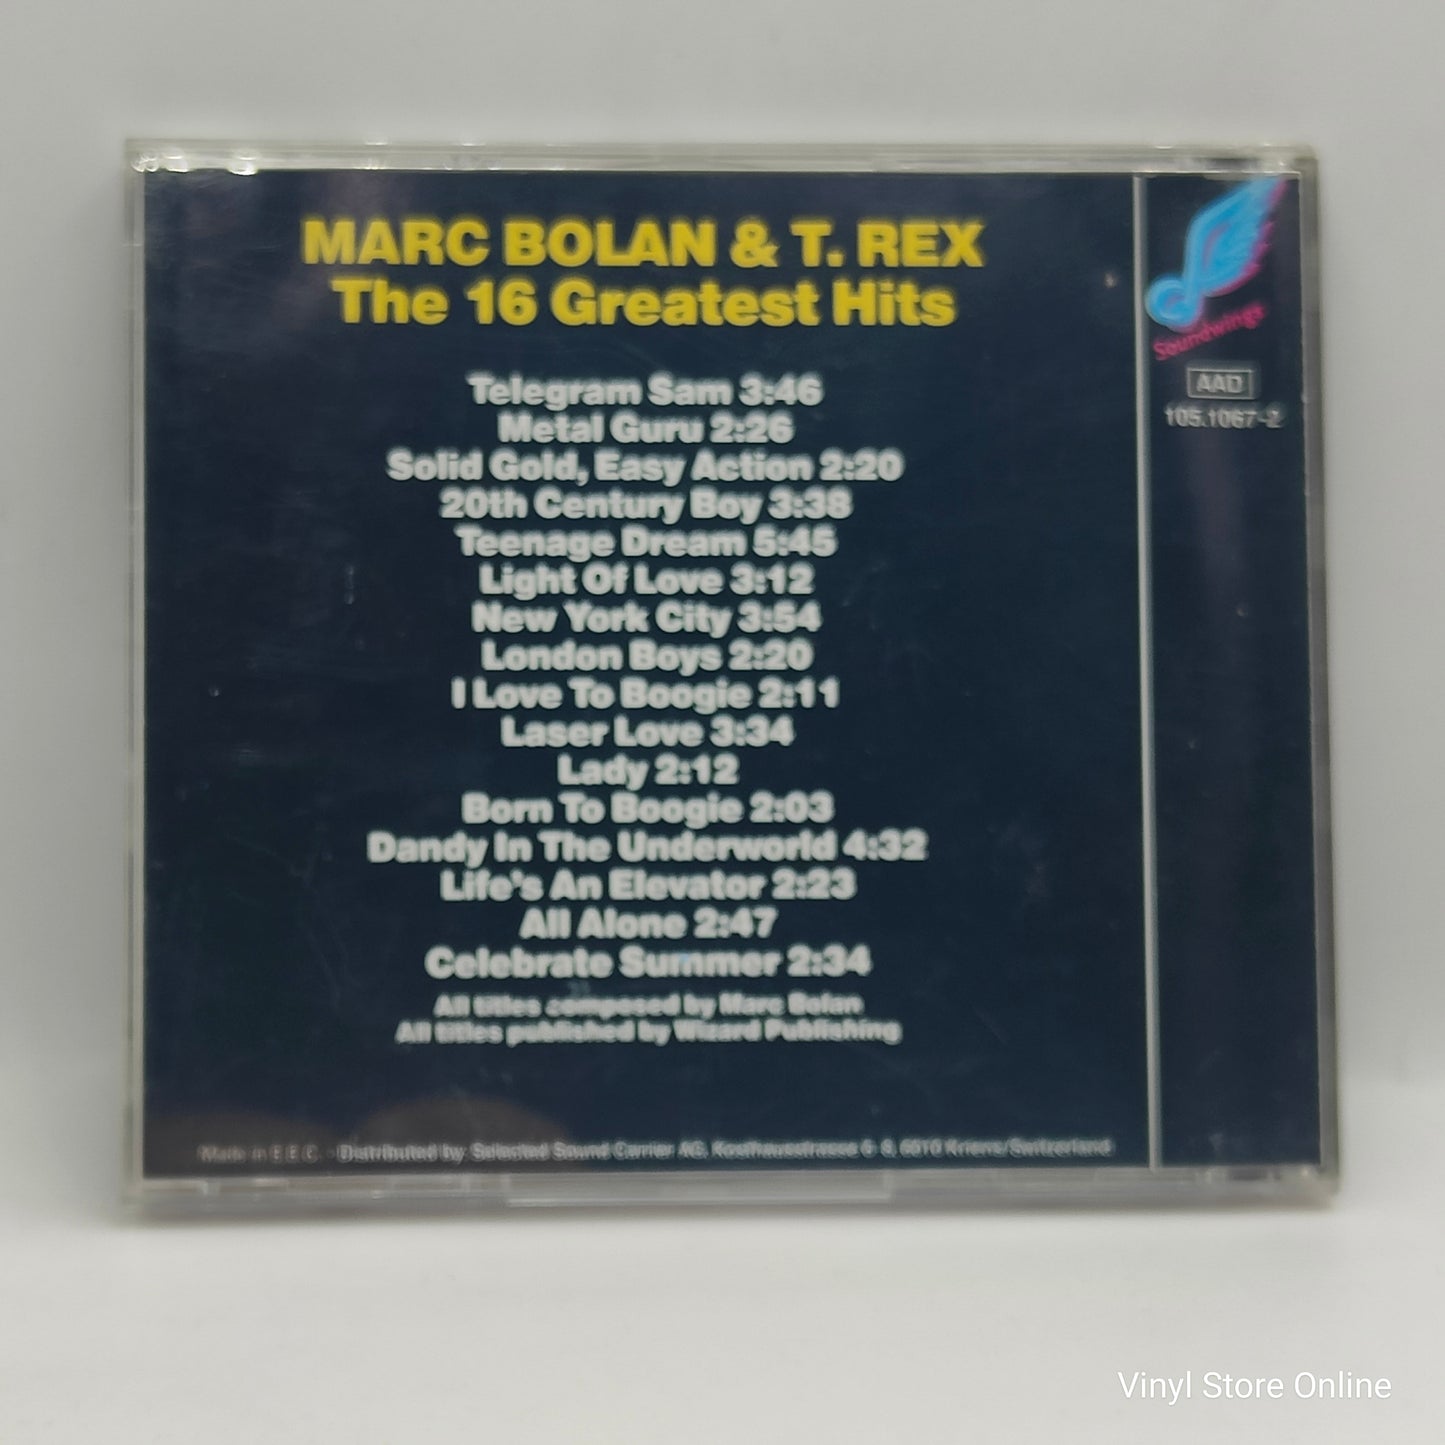 MARC BOLAN & T. REX
The 16 Greatest Hits
Telegram Sam 3:46
Metal Guru 2:26
Solid Gold, Easy Action 2:20
20th Century Boy 3:38
Teenage Dream 5:45
Light Of Love 3:12
New York City 3:54
London Boys 2:20
I Love To Boogie 2:11
Laser Love 3:34
Lady 2:12
Born To Boogie 2:03
Dandy In The Underworld 4:32
Life's An Elevator 2:23
All Alone 2:47
Celebrate Summer 2:34
All titles composed by Marc Bolan
All titles published by Wizard Publishing
Made in E.E.C. · Distributed by: Selected Sound Carrier AG, 6010 Kriens/Switzerland
Soundwings
AAD
105.1067-2
Vinyl Store Online